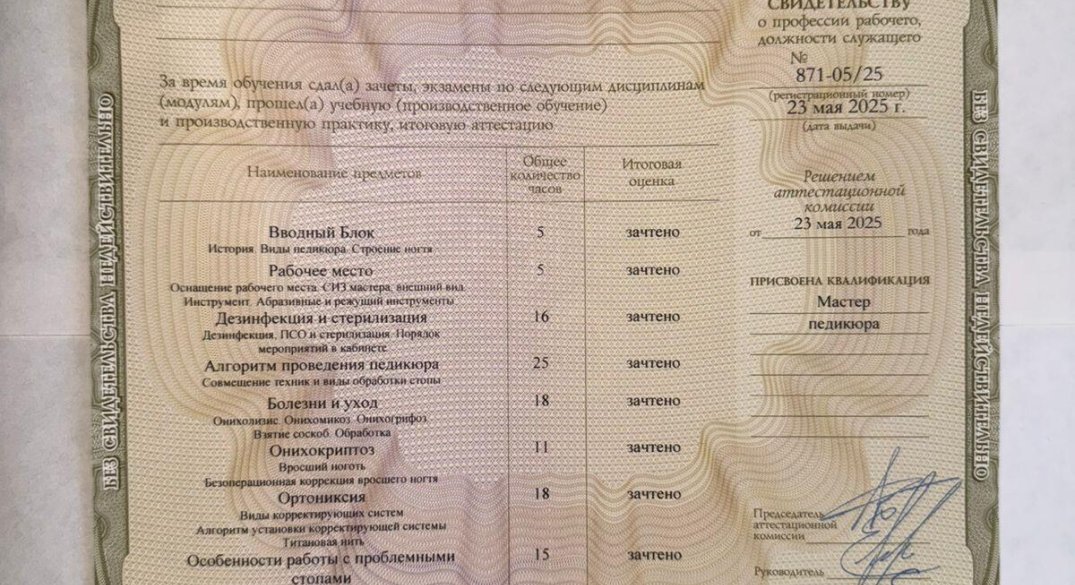 СВИДЕТЕЛЬСТВУ
о профессии рабочего,
должности служащего
№
871-05/25
(регистрационный номер)
23 мая 2025 г.
(дата выдачи)
За время обучения сдал(а) зачеты, экзамены по следующим дисциплинам
(модулям), прошел(а) учебную (производственное обучение)
и производственную практику, итоговую аттестацию
Наименование предметов
Общее
количество
часов
Итоговая
оценка
Вводный Блок 5 зачтено
История. Виды педикюра. Строение ногтя
Рабочее место 5 зачтено
Оснащение рабочего места. СИЗ мастера, внешний вид.
Инструмент. Абразивные и режущий инструменты
Дезинфекция и стерилизация 16 зачтено
Дезинфекция, ПСО и стерилизация. Порядок
мероприятий в кабинете
Алгоритм проведения педикюра 25 зачтено
Совмещение техник и виды обработки стопы
Болезни и уход 18 зачтено
Онихолизис. Онихомикоз. Онихогрифоз.
Взятие соскоб. Обработка
Онихокриптоз 11 зачтено
Вросший ноготь
Безоперационная коррекция вросшего ногтя
Ортониксия 18 зачтено
Виды корректирующих систем
Алгоритм установки корректирующей системы
Титановая нить
Особенности работы с проблемными 15 зачтено
стопами
Решением
аттестационной
комиссии
от 23 мая 2025 года
ПРИСВОЕНА КВАЛИФИКАЦИЯ
Мастер
педикюра
Председатель
аттестационной
комиссии
Руководитель
БЕЗ СВИДЕТЕЛЬСТВА НЕДЕЙСТВИТЕЛЬНО
БЕЗ СВИДЕТЕЛЬСТВА НЕДЕЙСТВИТЕЛЬНО